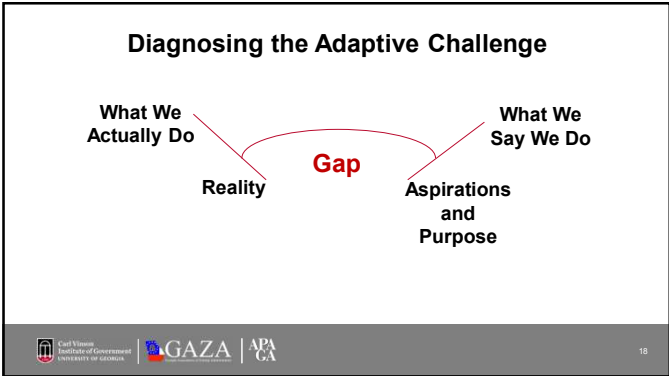 Diagnosing the Adaptive Challenge
What We
Actually Do
What We
Say We Do
Gap
Reality
Aspirations
and
Purpose
Carl Vinson
Institute of Government
UNIVERSITY OF GEORGIA
GAZA
APA
GA
18